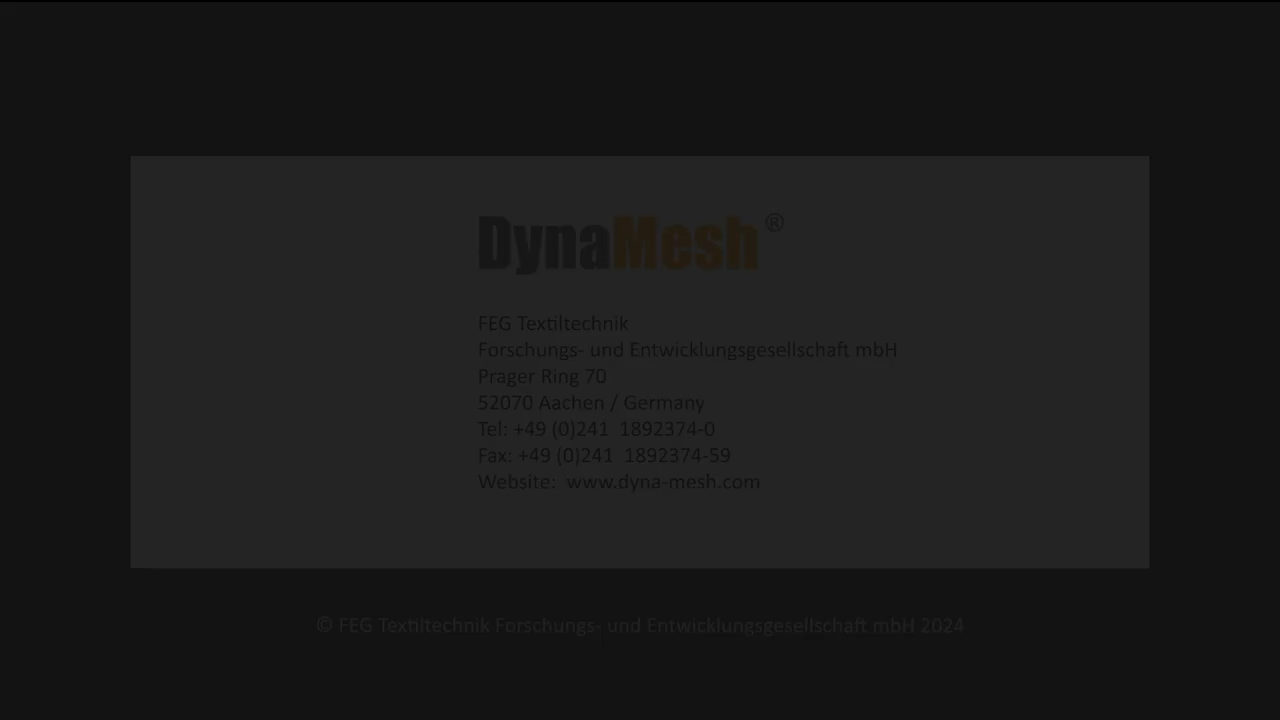 DynaMesh®
FEG Textiltechnik
Forschungs- und Entwicklungsgesellschaft mbH
Prager Ring 70
52070 Aachen / Germany
Tel: +49 (0)241  1892374-0
Fax: +49 (0)241  1892374-59
Website:  www.dyna-mesh.com
© FEG Textiltechnik Forschungs- und Entwicklungsgesellschaft mbH 2024